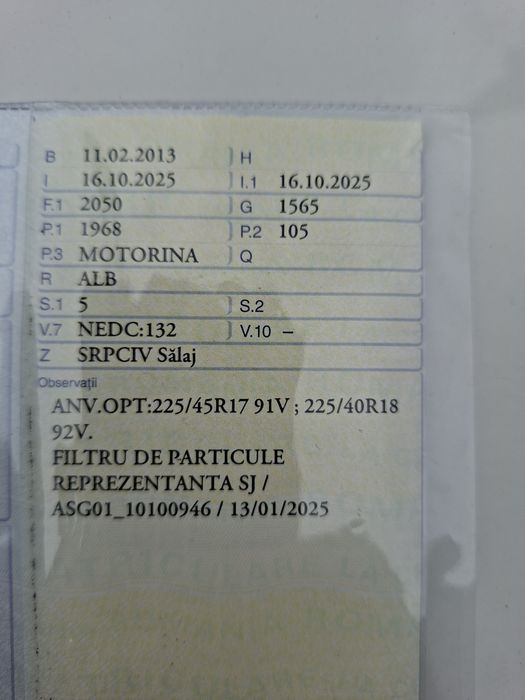 B 11.02.2013 H
I 16.10.2025 I.1 16.10.2025
F.1 2050 G 1565
P.1 1968 P.2 105
P.3 MOTORINA Q
R ALB
S.1 5 S.2
V.7 NEDC:132 V.10 –
Z SRPCIV Sălaj
Observaţii
ANV.OPT:225/45R17 91V ; 225/40R18
92V.
FILTRU DE PARTICULE
REPREZENTANTA SJ /
ASG01_10100946 / 13/01/2025